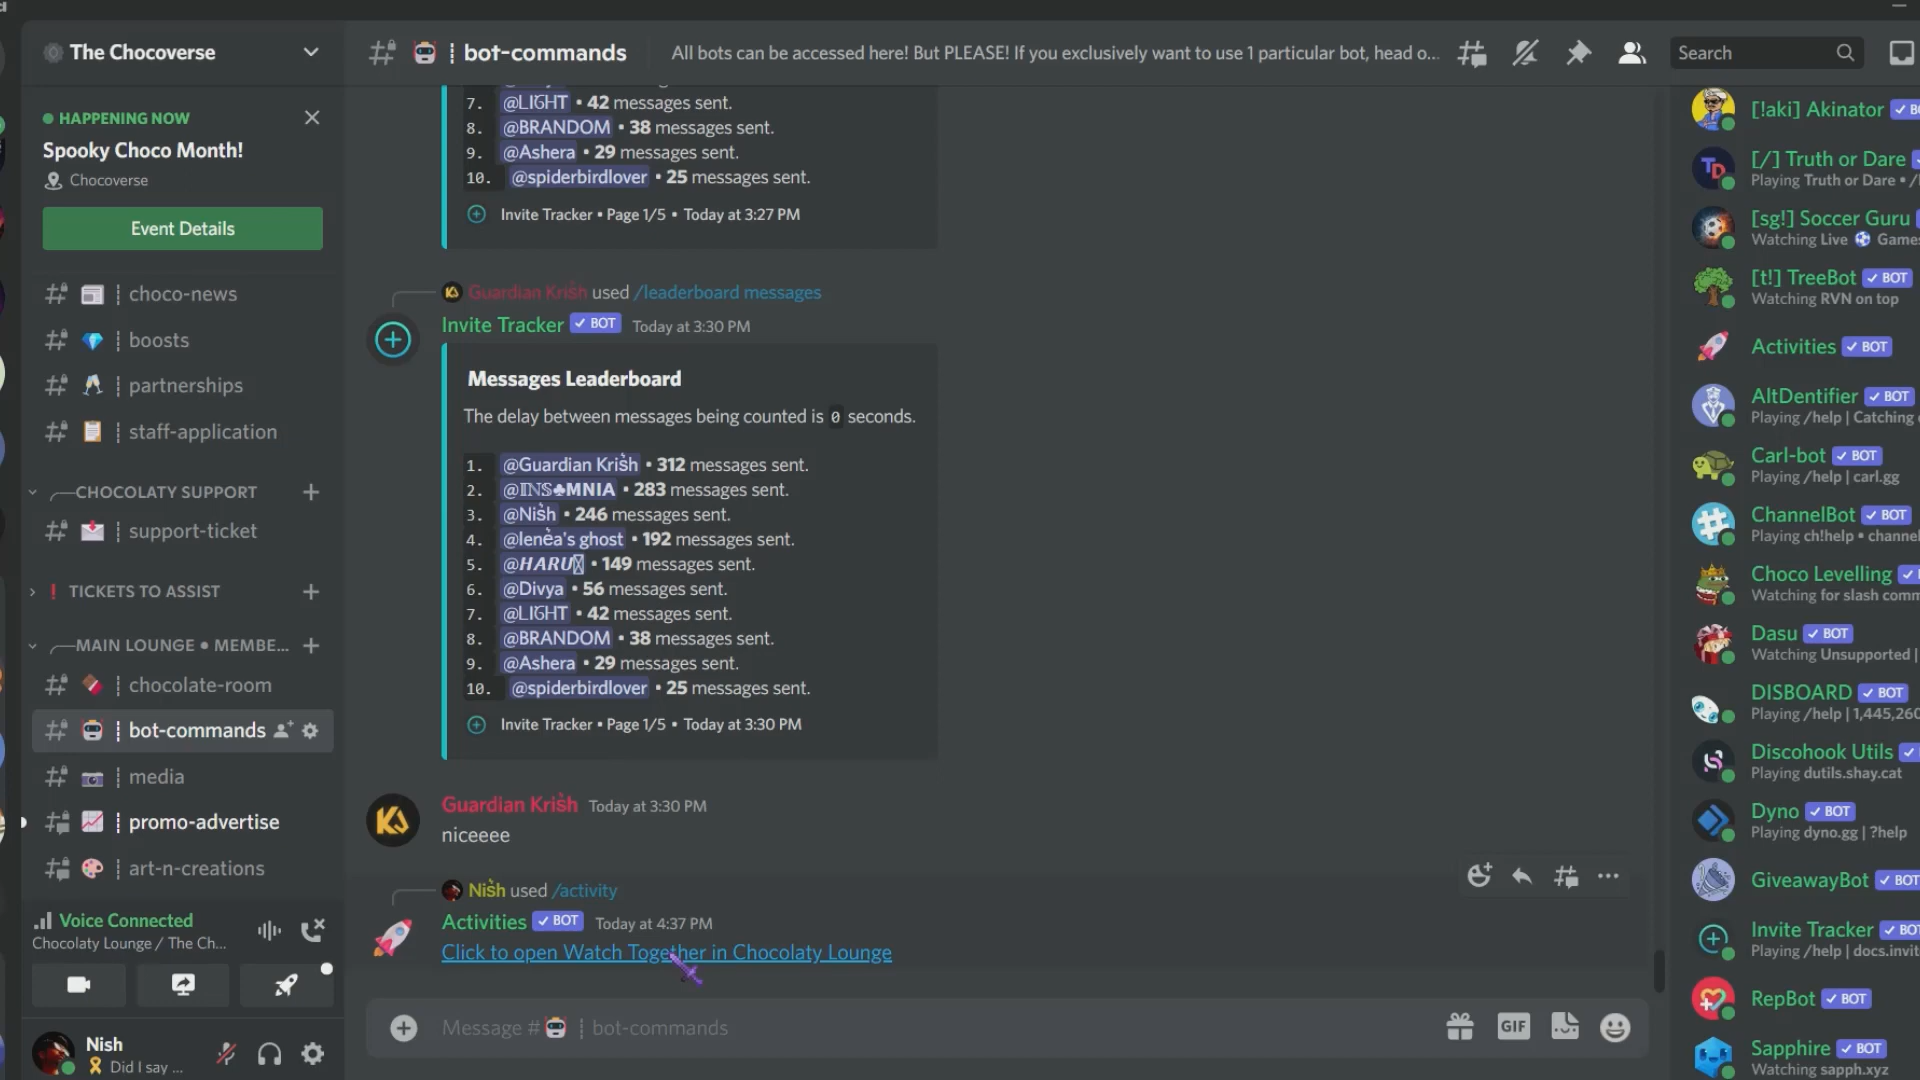 The Chocoverse
HAPPENING NOW
Spooky Choco Month!
Chocoverse
Event Details
choco-news
boosts
partnerships
staff-application
CHOCOLATY SUPPORT
support-ticket
TICKETS TO ASSIST
MAIN LOUNGE • MEMBE...
chocolate-room
bot-commands
media
promo-advertise
art-n-creations
Voice Connected
Chocolaty Lounge / The Ch...
Nish
Did I say ...
bot-commands
All bots can be accessed here! But PLEASE! If you exclusively want to use 1 particular bot, head o...
Search
7. @LIGHT • 42 messages sent.
8. @BRANDOM • 38 messages sent.
9. @Ashera • 29 messages sent.
10. @spiderbirdlover • 25 messages sent.
Invite Tracker • Page 1/5 • Today at 3:27 PM
Guardian Krish used /leaderboard messages
Invite Tracker ✓ BOT Today at 3:30 PM
Messages Leaderboard
The delay between messages being counted is 0 seconds.
1. @Guardian Krish • 312 messages sent.
2. @𝕀ℕ𝕊♣MNIA • 283 messages sent.
3. @Nish • 246 messages sent.
4. @lenea's ghost • 192 messages sent.
5. @HARU • 149 messages sent.
6. @Divya • 56 messages sent.
7. @LIGHT • 42 messages sent.
8. @BRANDOM • 38 messages sent.
9. @Ashera • 29 messages sent.
10. @spiderbirdlover • 25 messages sent.
Invite Tracker • Page 1/5 • Today at 3:30 PM
Guardian Krish Today at 3:30 PM
niceeee
Nish used /activity
Activities ✓ BOT Today at 4:37 PM
Click to open Watch Together in Chocolaty Lounge
Message # 🤖 ┆ bot-commands
GIF
[!aki] Akinator
[/] Truth or Dare
Playing Truth or Dare •
[sg!] Soccer Guru
Watching Live ⚽ Games
[t!] TreeBot ✓ BOT
Watching RVN on top
Activities ✓ BOT
AltDentifier ✓ BOT
Playing /help | Catching
Carl-bot ✓ BOT
Playing /help | carl.gg
ChannelBot ✓ BOT
Playing ch!help • channel
Choco Levelling
Watching for slash comm
Dasu ✓ BOT
Watching Unsupported |
DISBOARD ✓ BOT
Playing /help | 1,445,260
Discohook Utils
Playing dutils.shay.cat
Dyno ✓ BOT
Playing dyno.gg | ?help
GiveawayBot ✓ BOT
Invite Tracker ✓ BOT
Playing /help | docs.invit
RepBot ✓ BOT
Sapphire ✓ BOT
Watching sapph.xyz